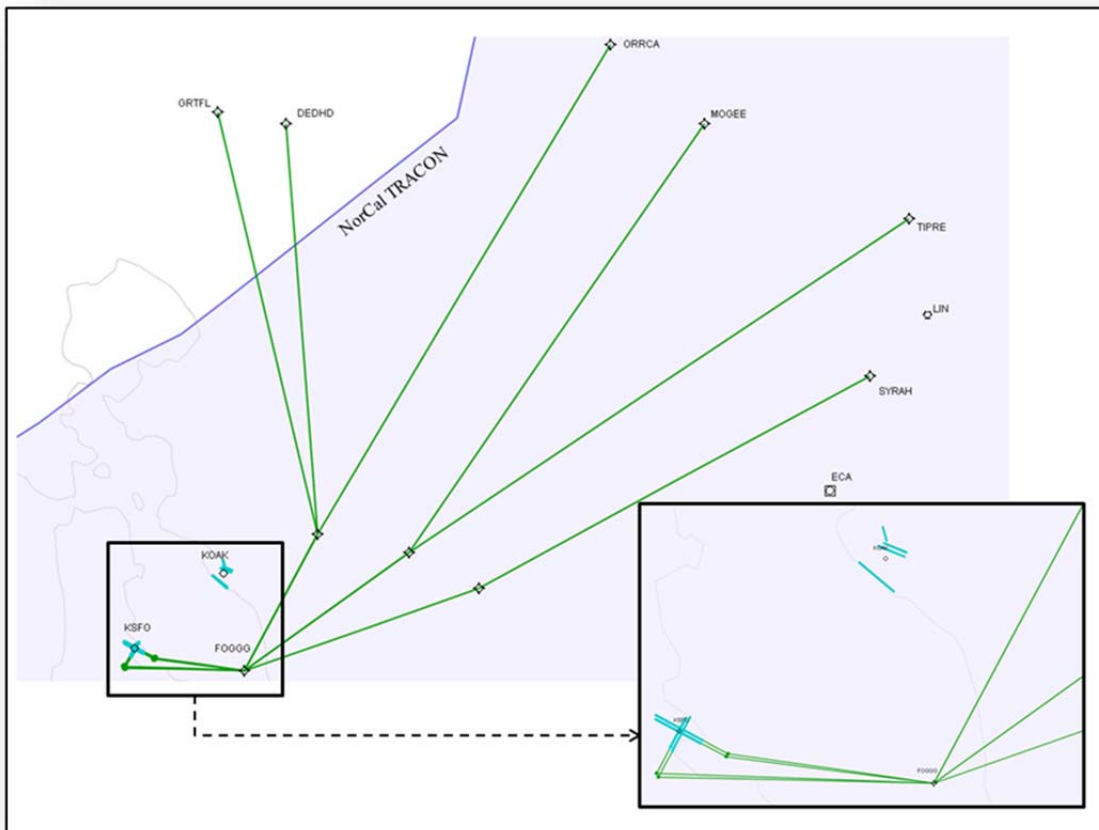 ORRCA
GRTFL
DEDHD
MOGEE
NorCal TRACON
TIPRE
LIN
SYRAH
ECA
KOAK
KSFO
FOGGG
FOGGG